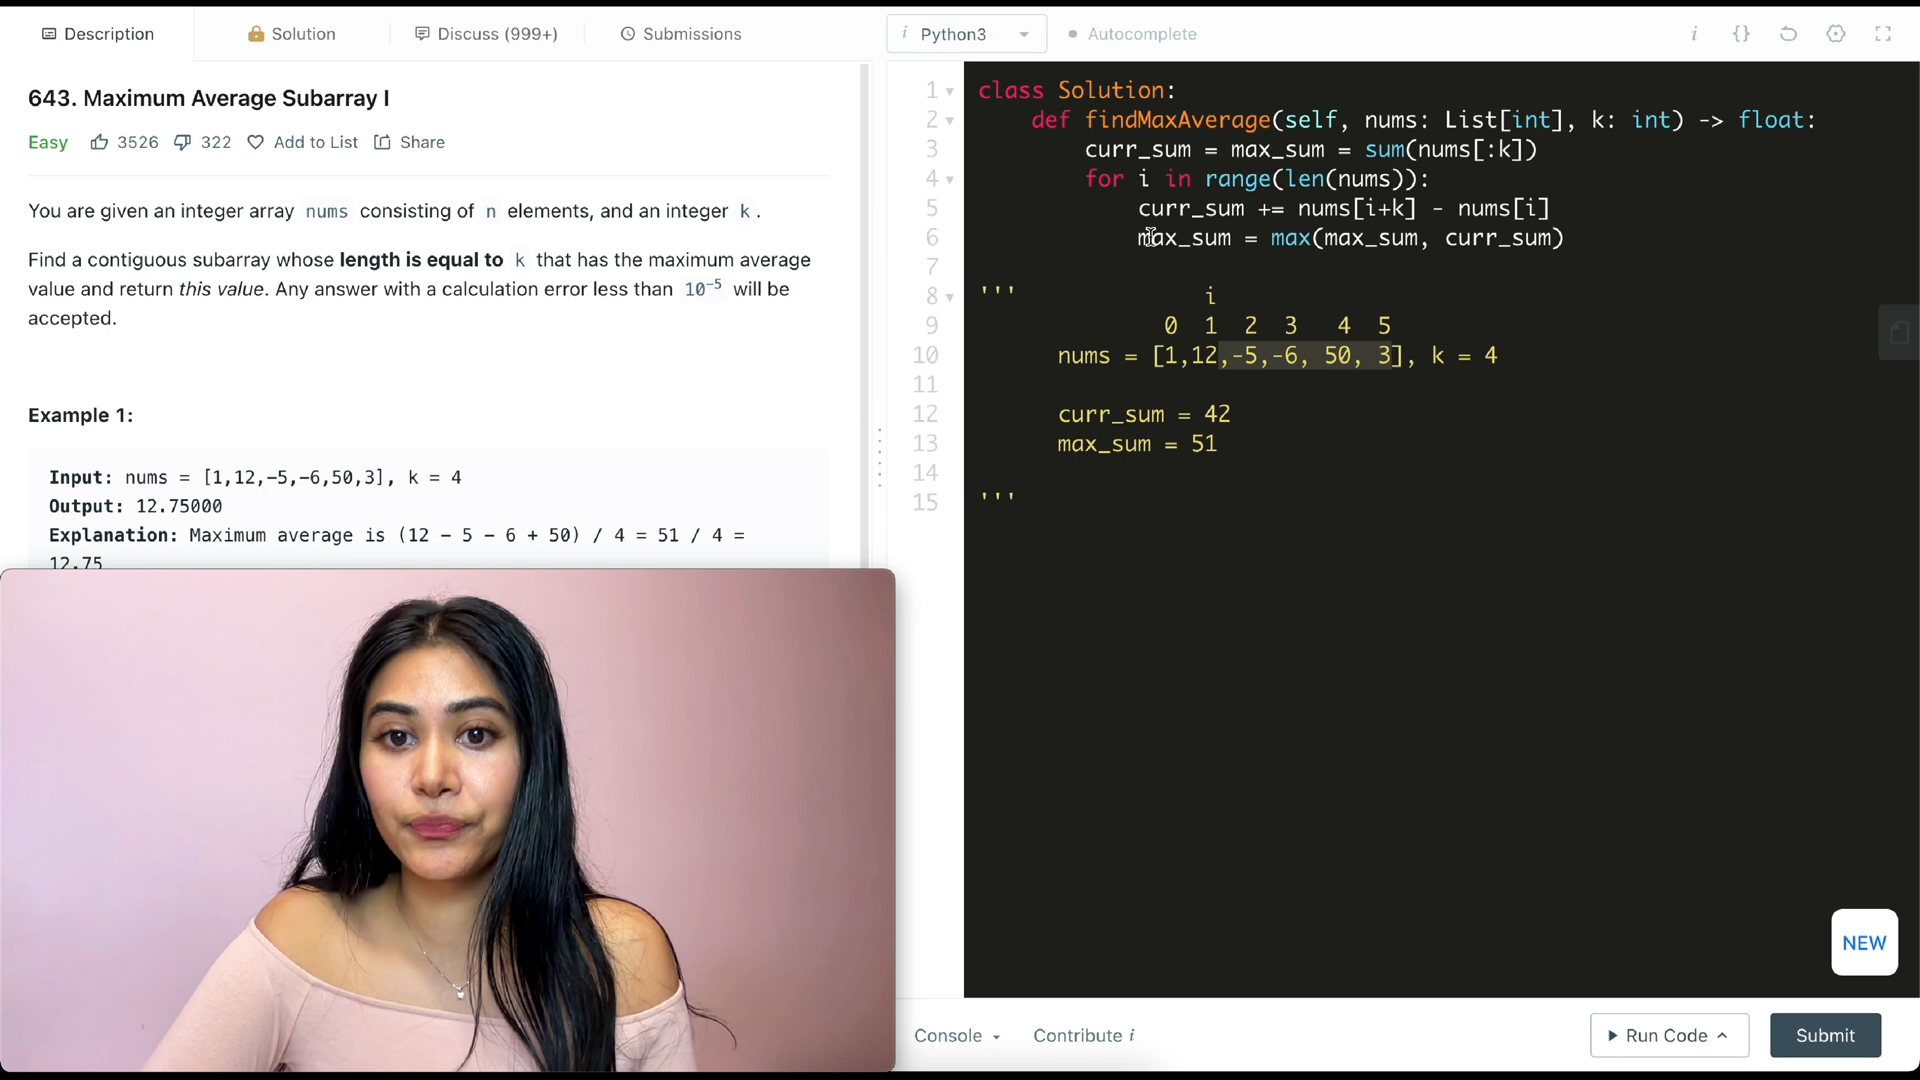 Description
Solution
Discuss (999+)
Submissions
i Python3
Autocomplete
i {}
643. Maximum Average Subarray I
Easy 3526 322 Add to List Share
You are given an integer array nums consisting of n elements, and an integer k .
Find a contiguous subarray whose length is equal to k that has the maximum average
value and return this value. Any answer with a calculation error less than 10⁻⁵ will be
accepted.
Example 1:
Input: nums = [1,12,-5,-6,50,3], k = 4
Output: 12.75000
Explanation: Maximum average is (12 - 5 - 6 + 50) / 4 = 51 / 4 =
12.75
1 class Solution:
2 def findMaxAverage(self, nums: List[int], k: int) -> float:
3 curr_sum = max_sum = sum(nums[:k])
4 for i in range(len(nums)):
5 curr_sum += nums[i+k] - nums[i]
6 max_sum = max(max_sum, curr_sum)
7
8 ''' i
9 0 1 2 3 4 5
10 nums = [1,12,-5,-6, 50, 3], k = 4
11
12 curr_sum = 42
13 max_sum = 51
14
15 '''
NEW
Console
Contribute i
Run Code
Submit